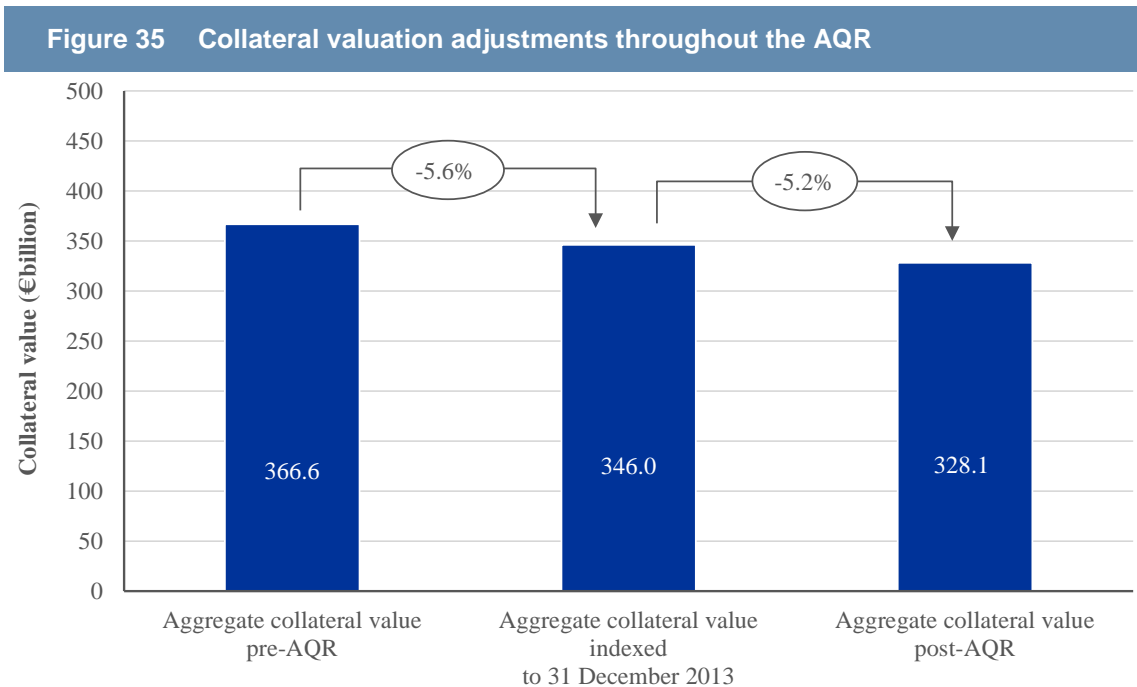 Figure 35 Collateral valuation adjustments throughout the AQR
500
450
400
350
300
250
200
150
100
50
0
Collateral value (€billion)
-5.6%
-5.2%
366.6
346.0
328.1
Aggregate collateral value
pre-AQR
Aggregate collateral value
indexed
to 31 December 2013
Aggregate collateral value
post-AQR